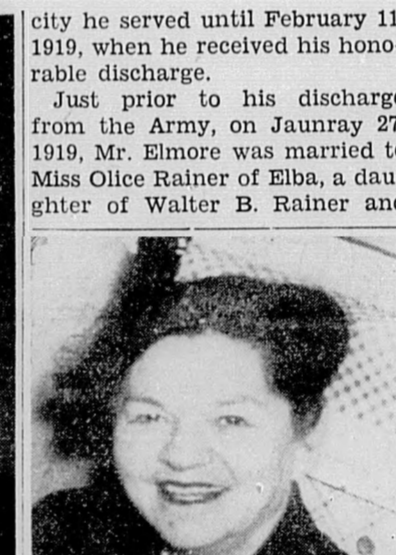 city he served until February 11
1919, when he received his hono-
rable discharge.
Just prior to his discharge
from the Army, on Jaunray 27
1919, Mr. Elmore was married to
Miss Olice Rainer of Elba, a dau-
ghter of Walter B. Rainer and